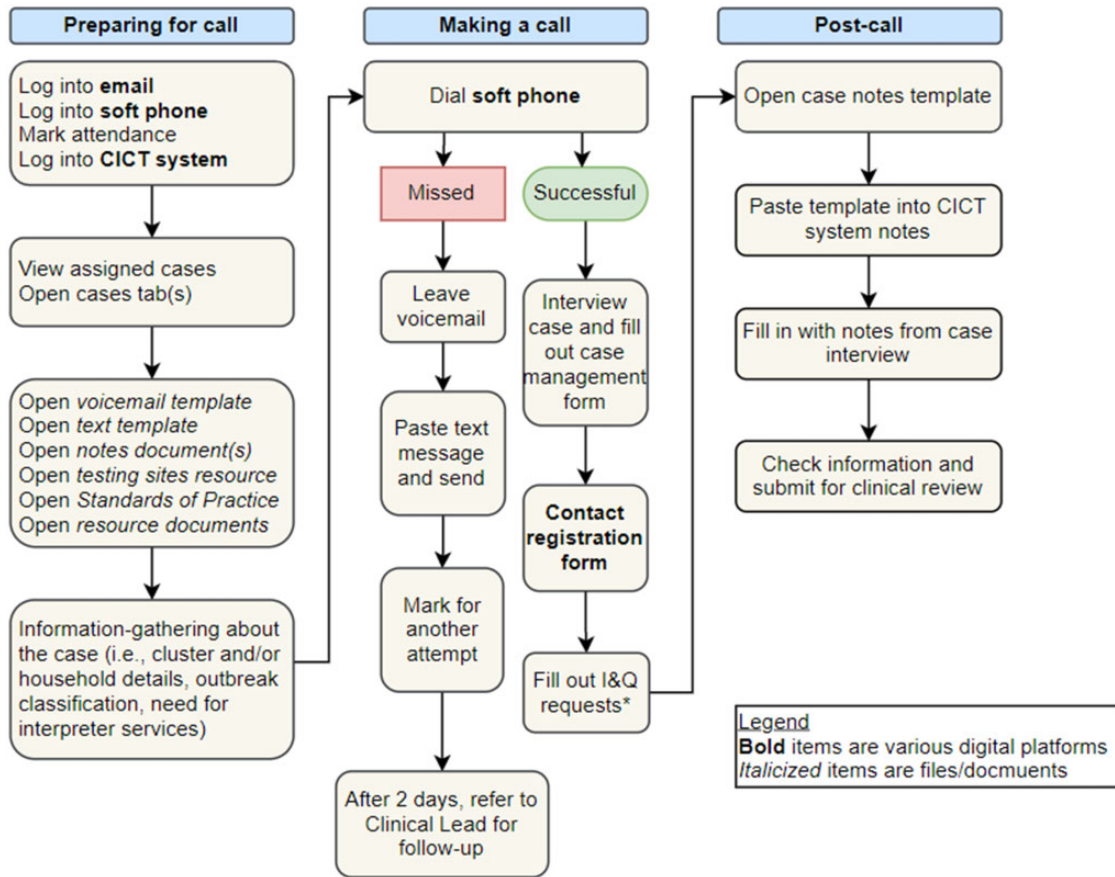 Preparing for call
Log into email
Log into soft phone
Mark attendance
Log into CICT system
View assigned cases
Open cases tab(s)
Open voicemail template
Open text template
Open notes document(s)
Open testing sites resource
Open Standards of Practice
Open resource documents
Information-gathering about
the case (i.e., cluster and/or
household details, outbreak
classification, need for
interpreter services)
Making a call
Dial soft phone
Missed
Leave
voicemail
Paste text
message
and send
Mark for
another
attempt
After 2 days, refer to
Clinical Lead for
follow-up
Successful
Interview
case and fill
out case
management
form
Contact
registration
form
Fill out I&Q
requests*
Post-call
Open case notes template
Paste template into CICT
system notes
Fill in with notes from case
interview
Check information and
submit for clinical review
Legend
Bold items are various digital platforms
Italicized items are files/docmuents